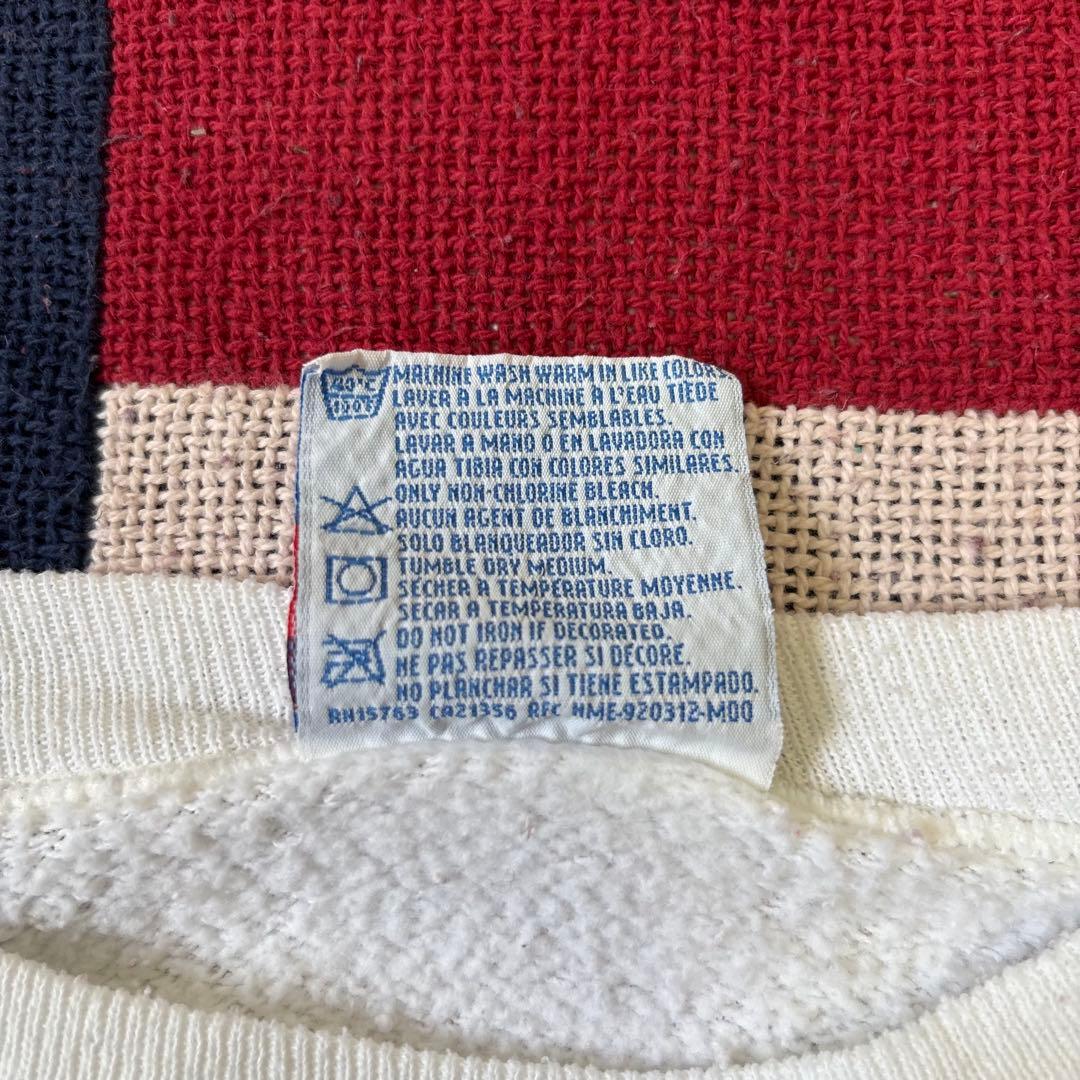 40°C
MACHINE WASH WARM IN LIKE COLORS
LAVER A LA MACHINE A L'EAU TIÈDE
AVEC COULEURS SEMBLABLES.
LAVAR A MANO O EN LAVADORA CON
AGUA TIBIA CON COLORES SIMILARES.
ONLY NON-CHLORINE BLEACH.
AUCUN AGENT DE BLANCHIMENT.
SOLO BLANQUEADOR SIN CLORO.
TUMBLE DRY MEDIUM.
SÉCHER A TEMPÉRATURE MOYENNE.
SECAR A TEMPERATURA BAJA.
DO NOT IRON IF DECORATED.
NE PAS REPASSER SI DÉCORÉ.
NO PLANCHAR SI TIENE ESTAMPADO.
RN15763 CA21356 RFC NME-920312-M00